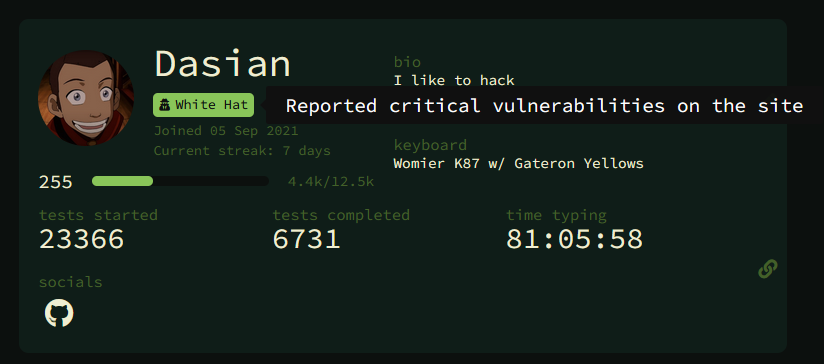 Dasian
White Hat
Joined 05 Sep 2021
Current streak: 7 days
255
4.4k/12.5k
bio
I like to hack
Reported critical vulnerabilities on the site
keyboard
Womier K87 w/ Gateron Yellows
tests started
23366
tests completed
6731
time typing
81:05:58
socials